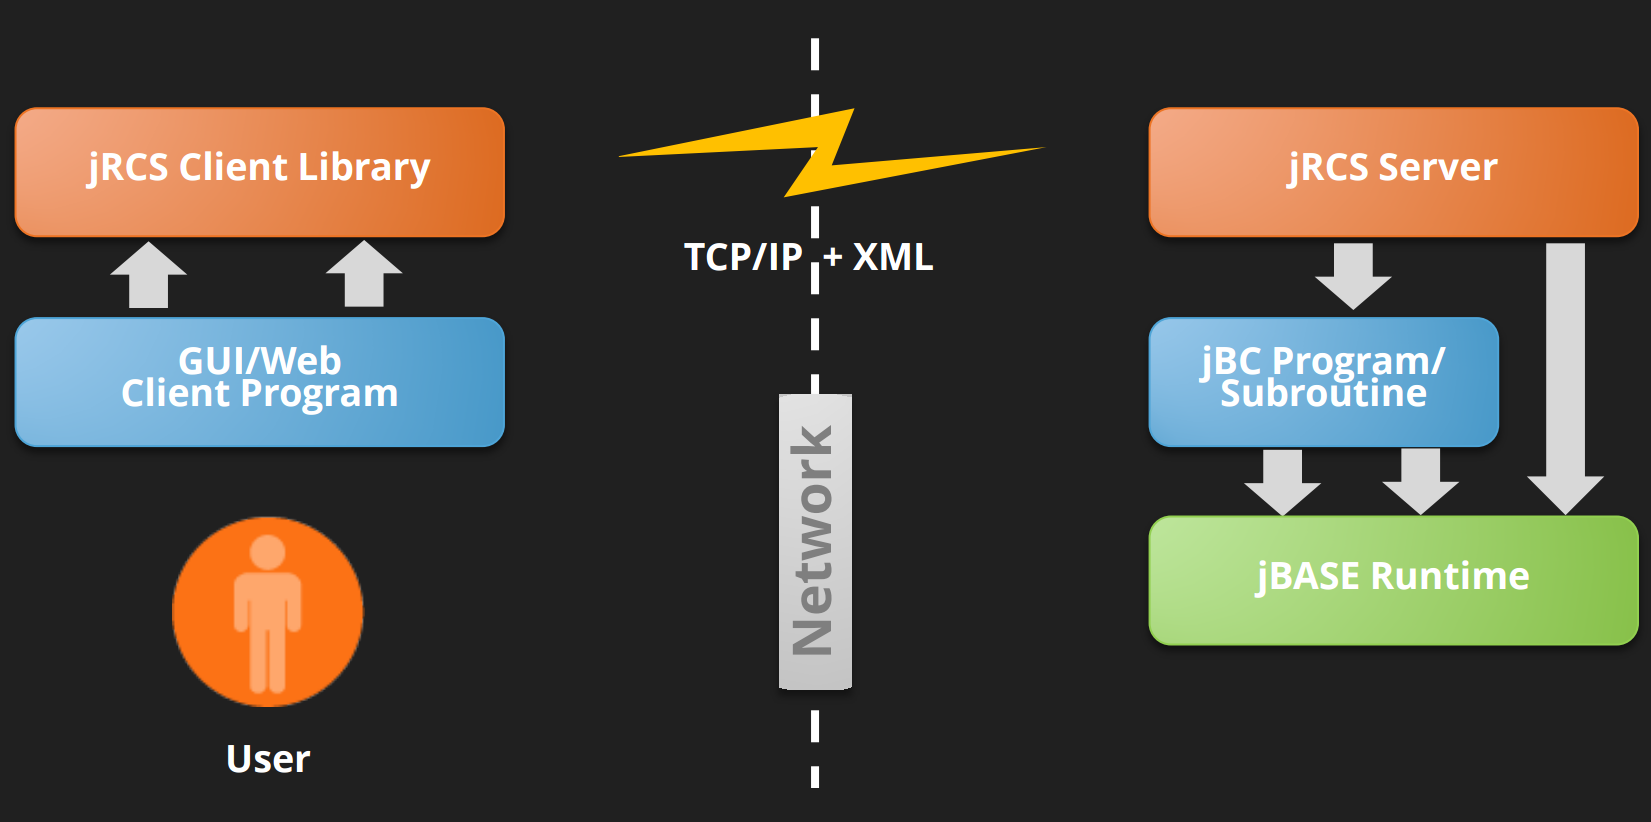 jRCS Client Library
GUI/Web
Client Program
User
TCP/IP + XML
Network
jRCS Server
jBC Program/
Subroutine
jBASE Runtime